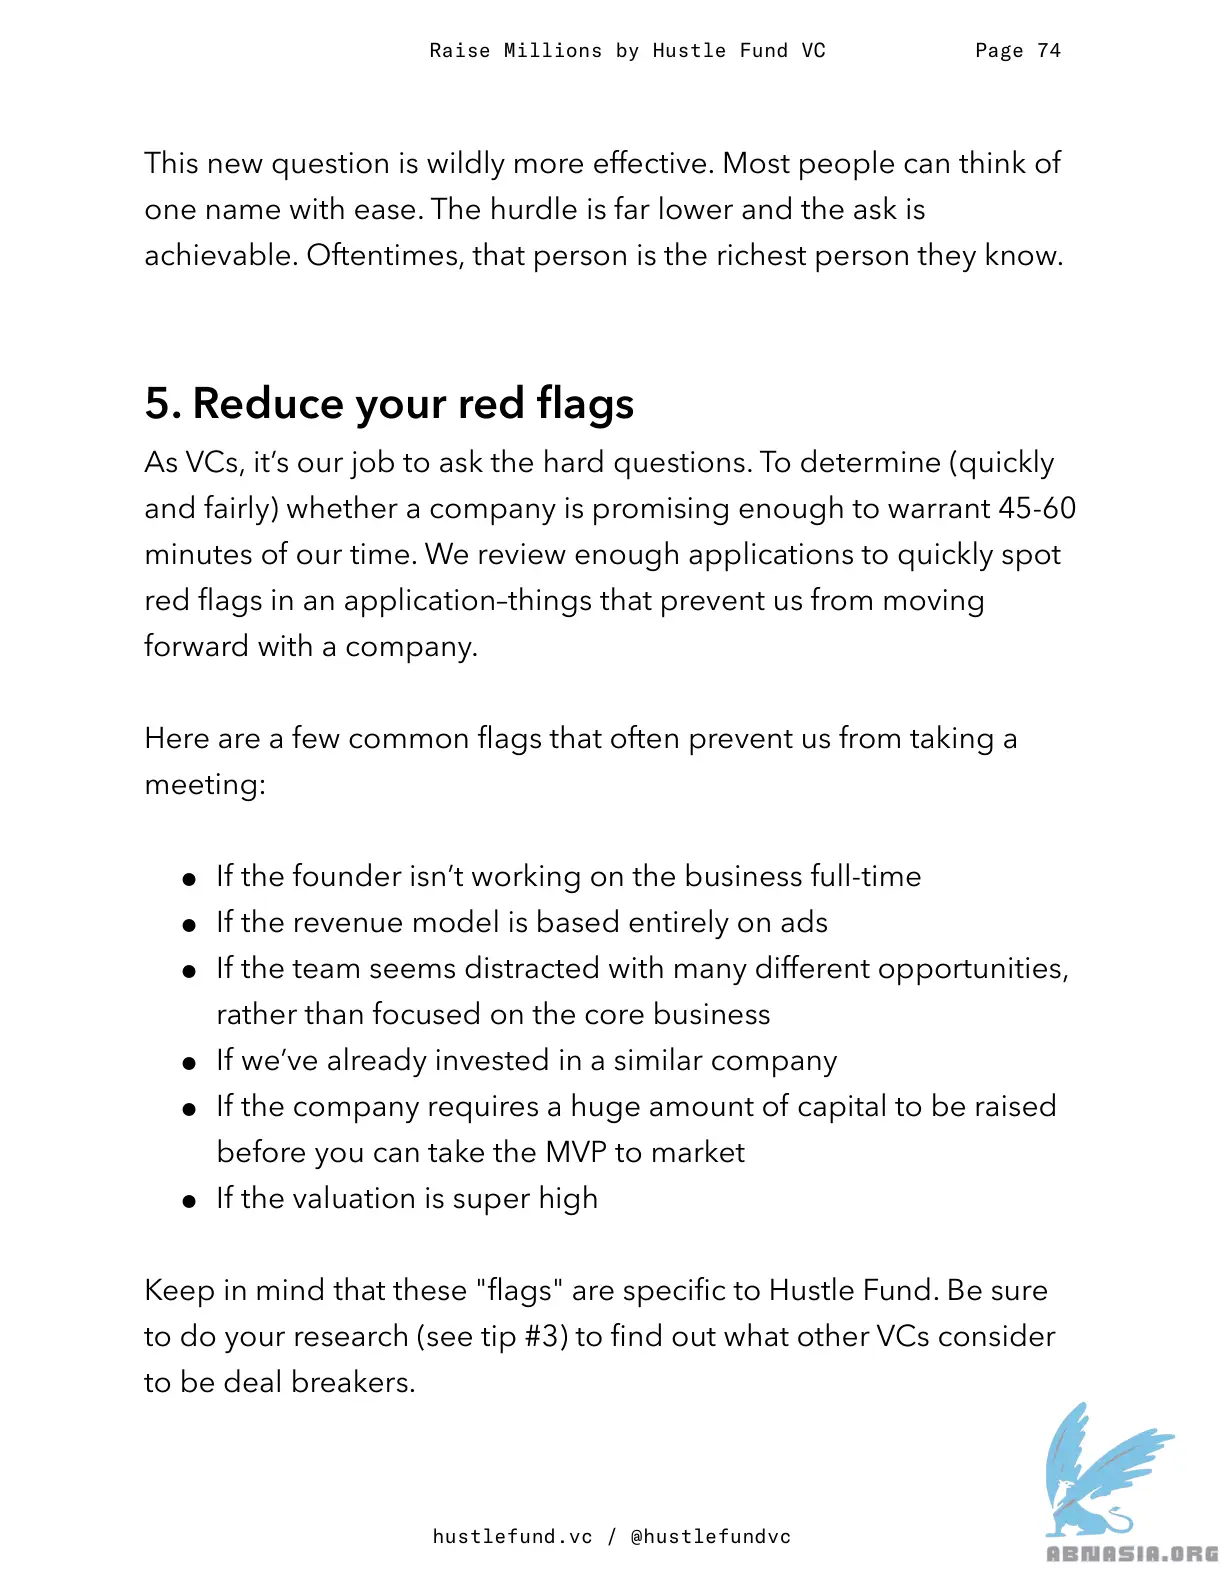 Raise Millions by Hustle Fund VC Page 74
This new question is wildly more effective. Most people can think of
one name with ease. The hurdle is far lower and the ask is
achievable. Oftentimes, that person is the richest person they know.
5. Reduce your red flags
As VCs, it’s our job to ask the hard questions. To determine (quickly
and fairly) whether a company is promising enough to warrant 45-60
minutes of our time. We review enough applications to quickly spot
red flags in an application–things that prevent us from moving
forward with a company.
Here are a few common flags that often prevent us from taking a
meeting:
● If the founder isn’t working on the business full-time
● If the revenue model is based entirely on ads
● If the team seems distracted with many different opportunities,
rather than focused on the core business
● If we’ve already invested in a similar company
● If the company requires a huge amount of capital to be raised
before you can take the MVP to market
● If the valuation is super high
Keep in mind that these "flags" are specific to Hustle Fund. Be sure
to do your research (see tip #3) to find out what other VCs consider
to be deal breakers.
hustlefund.vc / @hustlefundvc
ABNASIA.ORG